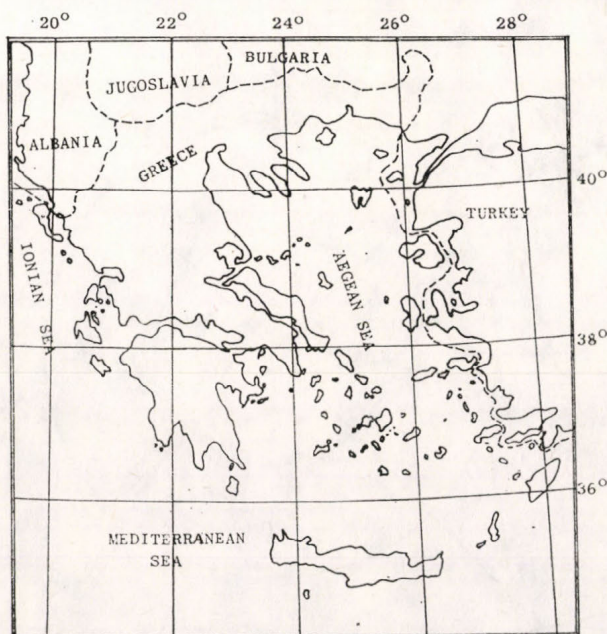 20° 22° 24° 26° 28°
BULGARIA
JUGOSLAVIA
ALBANIA
GREECE
40°
TURKEY
IONIAN SEA
AEGEAN SEA
38°
36°
MEDITERRANEAN
SEA